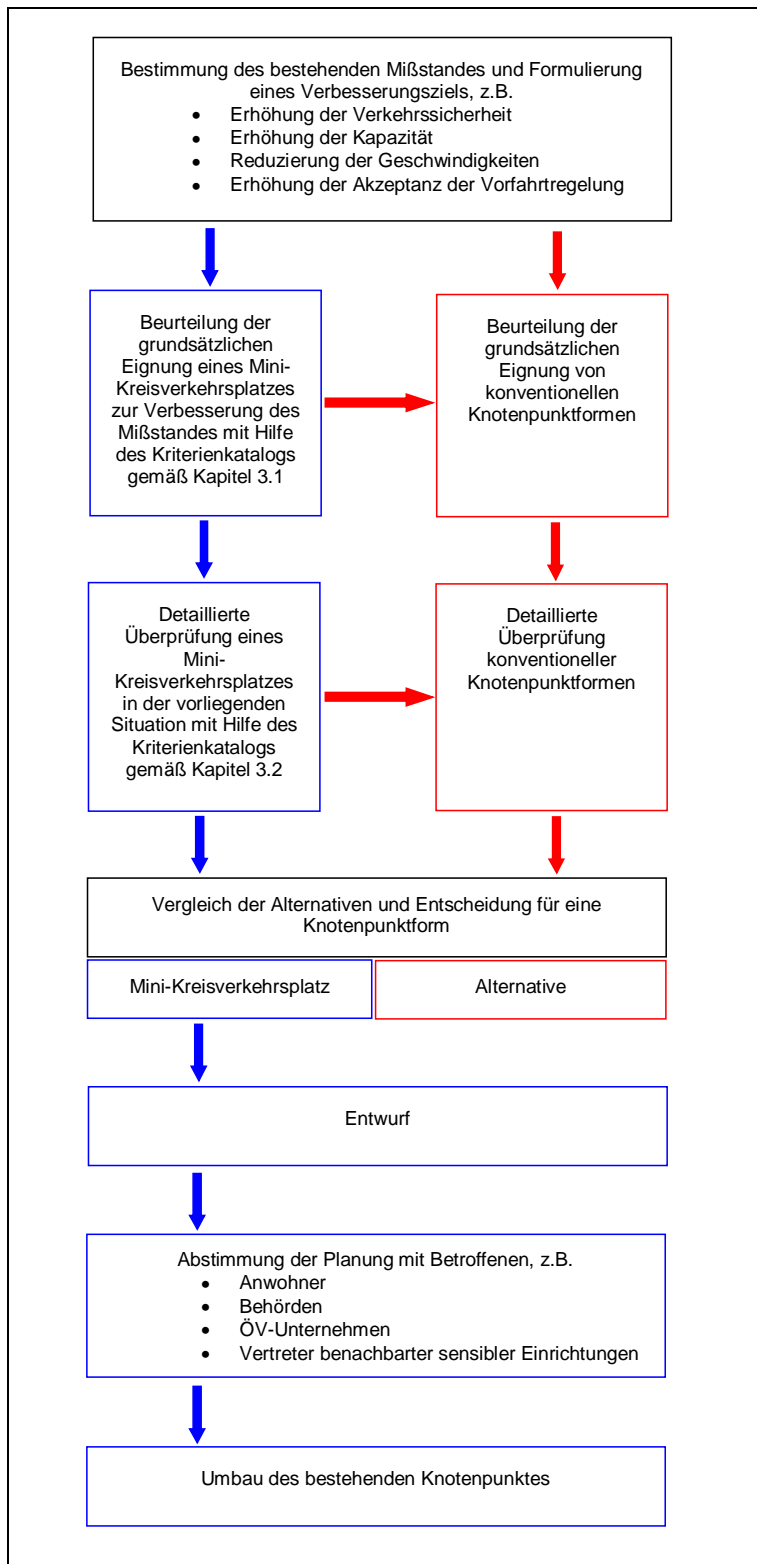 Bestimmung des bestehenden Mißstandes und Formulierung
eines Verbesserungsziels, z.B.
• Erhöhung der Verkehrssicherheit
• Erhöhung der Kapazität
• Reduzierung der Geschwindigkeiten
• Erhöhung der Akzeptanz der Vorfahrtregelung
Beurteilung der
grundsätzlichen
Eignung eines Mini-
Kreisverkehrsplatzes
zur Verbesserung des
Mißstandes mit Hilfe
des Kriterienkatalogs
gemäß Kapitel 3.1
Beurteilung der
grundsätzlichen
Eignung von
konventionellen
Knotenpunktformen
Detaillierte
Überprüfung eines
Mini-
Kreisverkehrsplatzes
in der vorliegenden
Situation mit Hilfe des
Kriterienkatalogs
gemäß Kapitel 3.2
Detaillierte
Überprüfung
konventioneller
Knotenpunktformen
Vergleich der Alternativen und Entscheidung für eine
Knotenpunktform
Mini-Kreisverkehrsplatz
Alternative
Entwurf
Abstimmung der Planung mit Betroffenen, z.B.
• Anwohner
• Behörden
• ÖV-Unternehmen
• Vertreter benachbarter sensibler Einrichtungen
Umbau des bestehenden Knotenpunktes